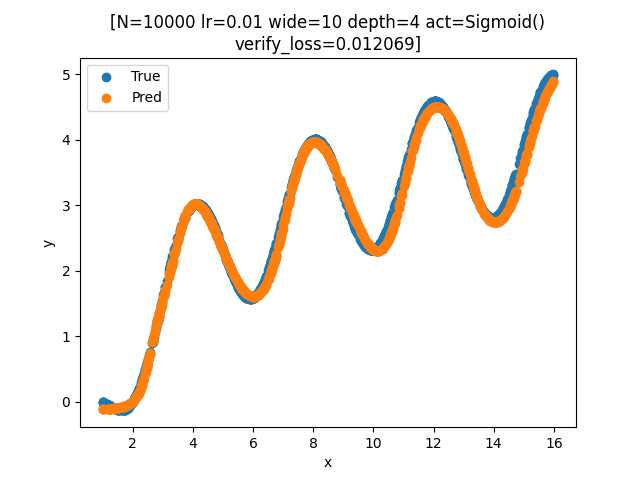 [N=10000 lr=0.01 wide=10 depth=4 act=Sigmoid()
verify_loss=0.012069]
True
Pred
5
4
3
2
1
0
y
2 4 6 8 10 12 14 16
x